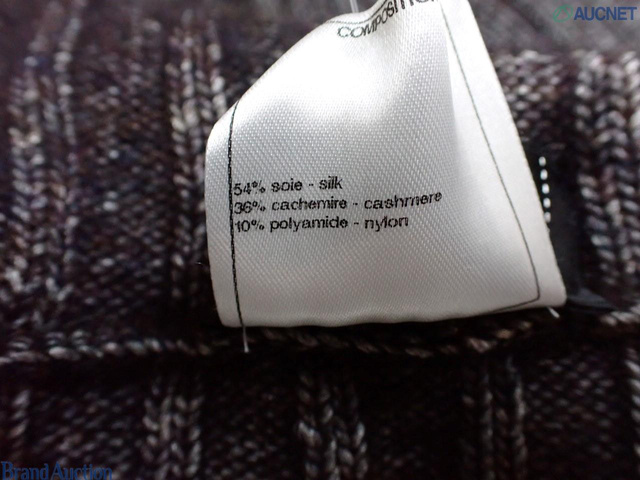 AUCNET
COMPOSITION
54% soie - silk
36% cachemire - cashmere
10% polyamide - nylon
Brand Auction